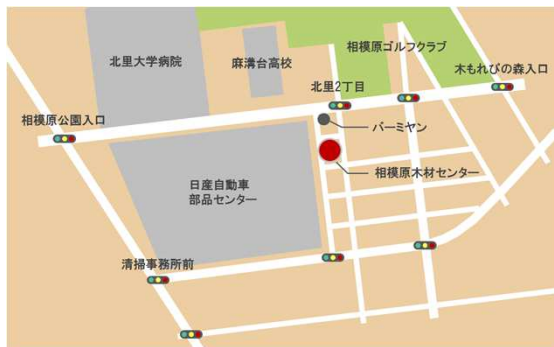 相模原ゴルフクラブ
北里大学病院
麻溝台高校
木もれびの森入口
北里2丁目
相模原公園入口
バーミヤン
相模原木材センター
日産自動車
部品センター
清掃事務所前